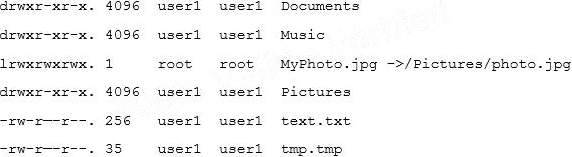 drwxr-xr-x. 4096 user1 user1 Documents
drwxr-xr-x. 4096 user1 user1 Music
lrwxrwxrwx. 1 root root MyPhoto.jpg ->/Pictures/photo.jpg
drwxr-xr-x. 4096 user1 user1 Pictures
-rw-r--r--. 256 user1 user1 text.txt
-rw-r--r--. 35 user1 user1 tmp.tmp